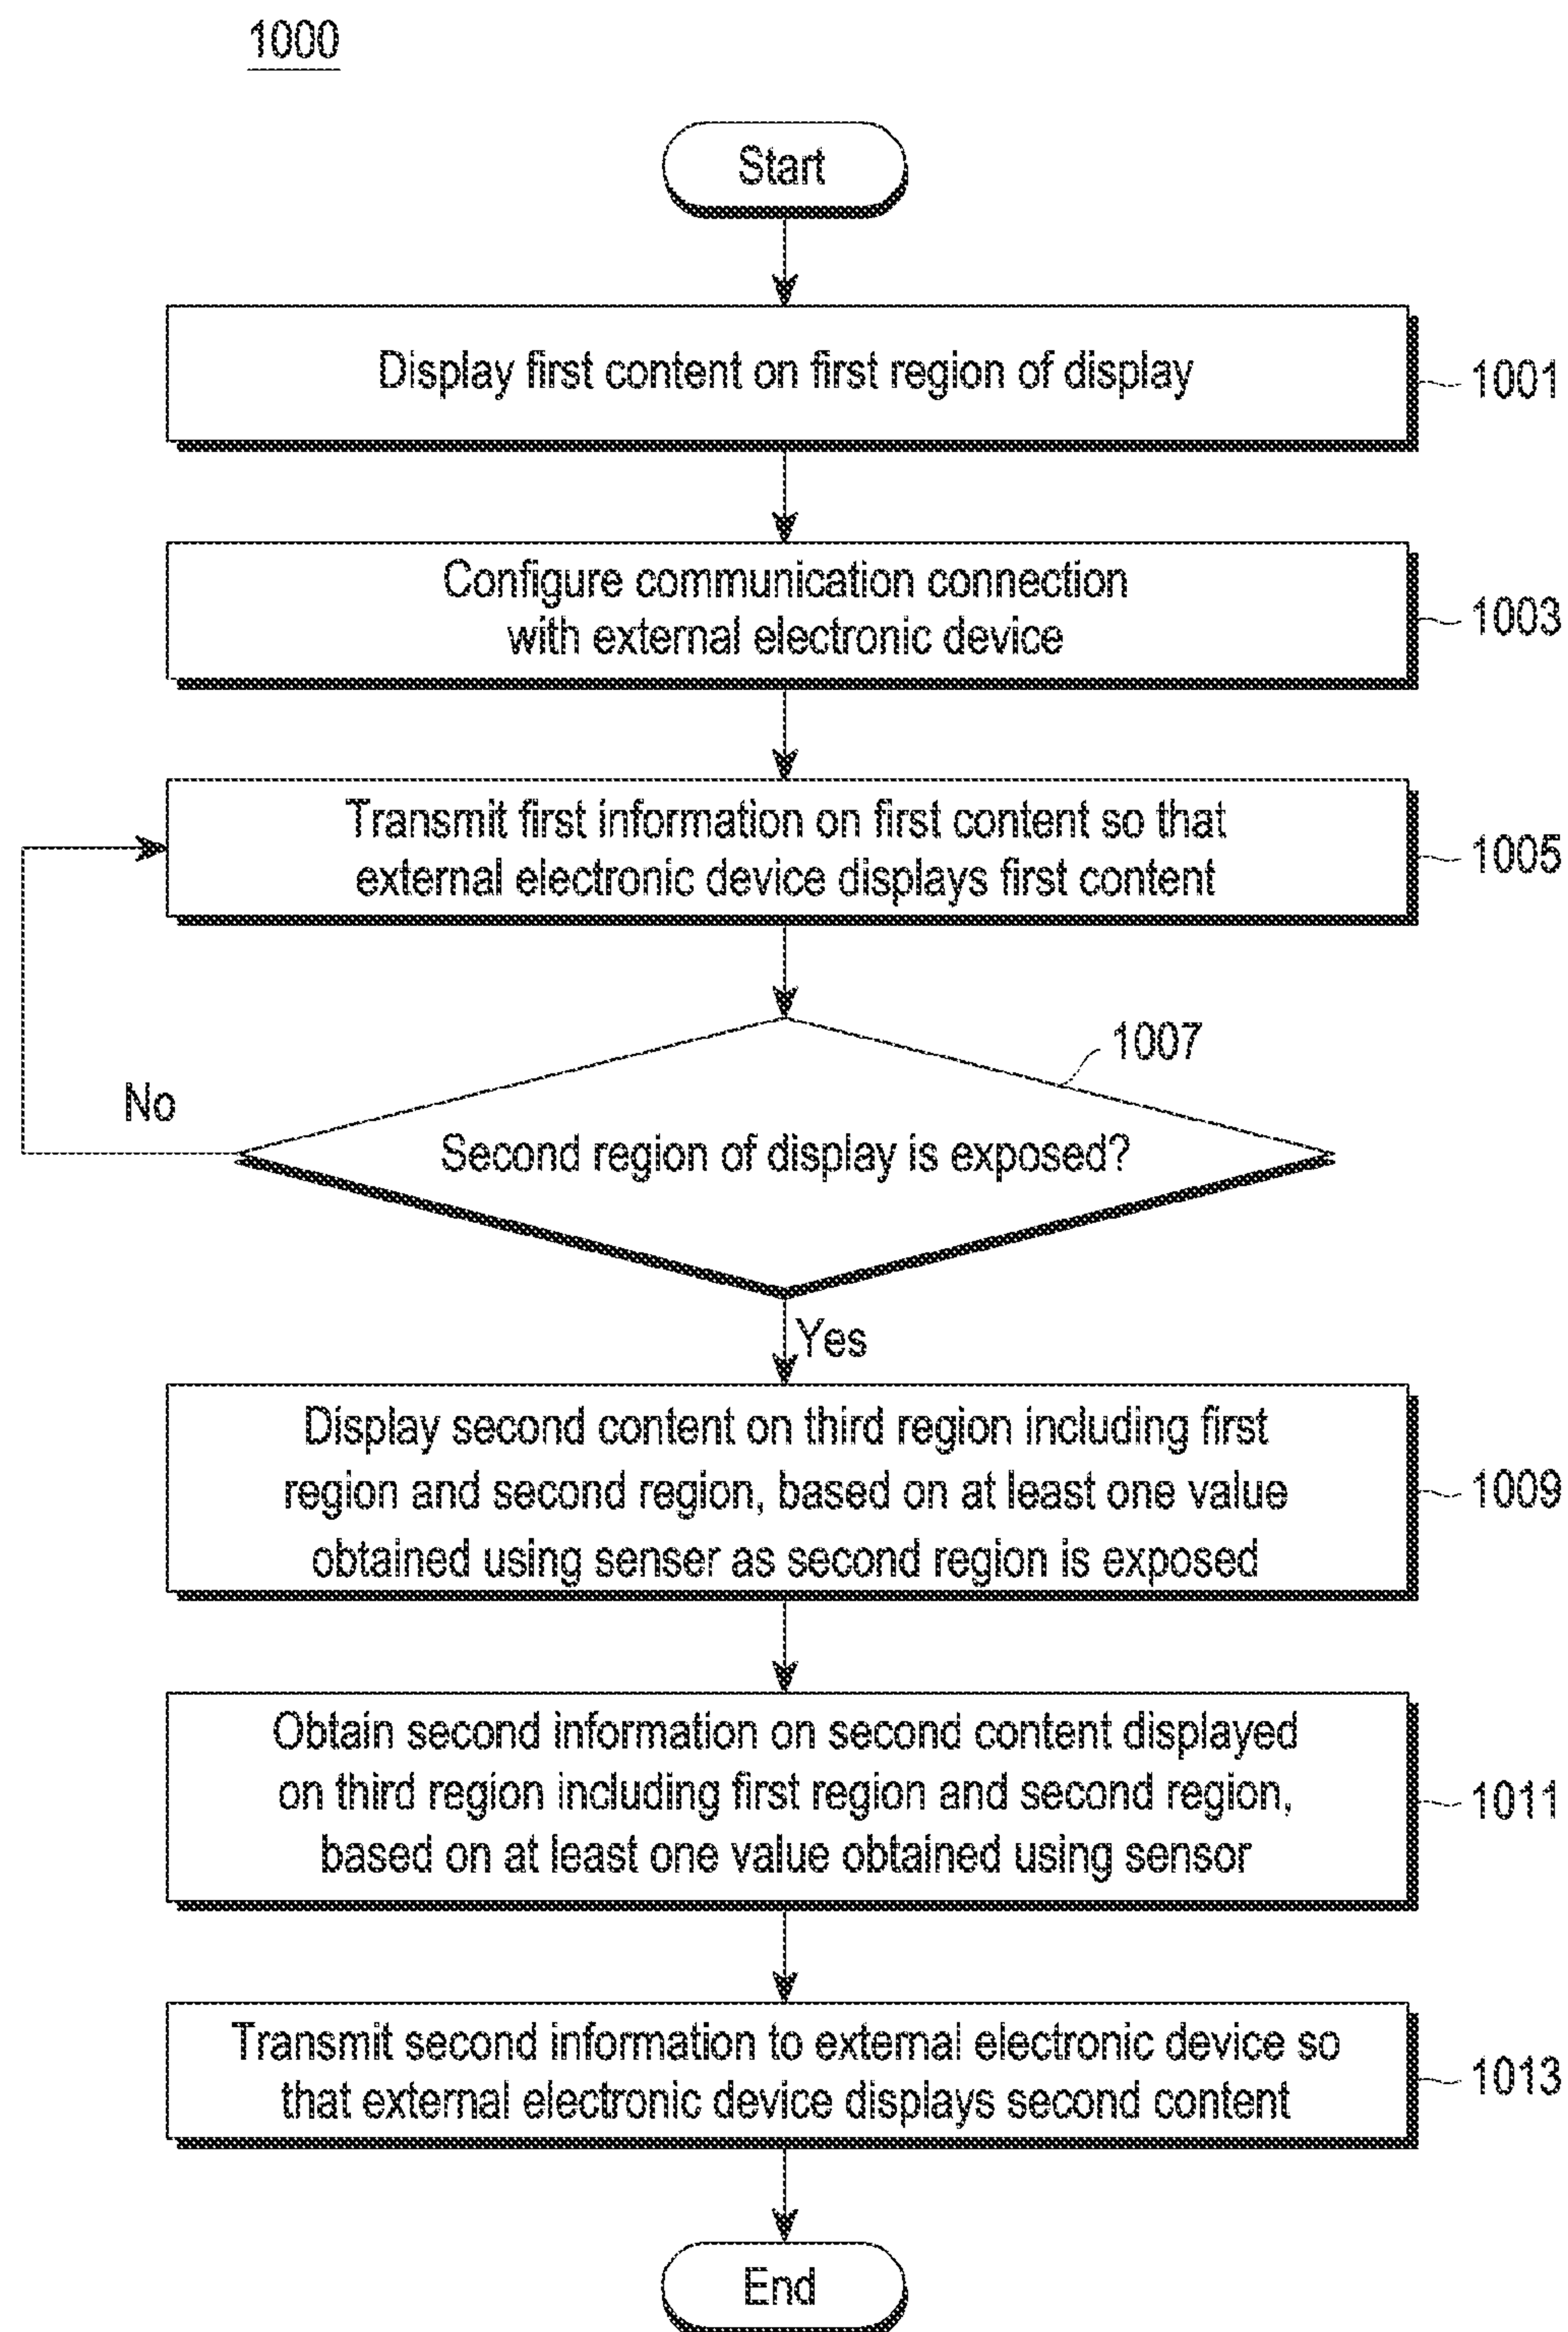 1000
Start
Display first content on first region of display
1001
Configure communication connection
with external electronic device
1003
Transmit first information on first content so that
external electronic device displays first content
1005
1007
No
Second region of display is exposed?
Yes
Display second content on third region including first
region and second region, based on at least one value
obtained using senser as second region is exposed
1009
Obtain second information on second content displayed
on third region including first region and second region,
based on at least one value obtained using sensor
1011
Transmit second information to external electronic device so
that external electronic device displays second content
1013
End